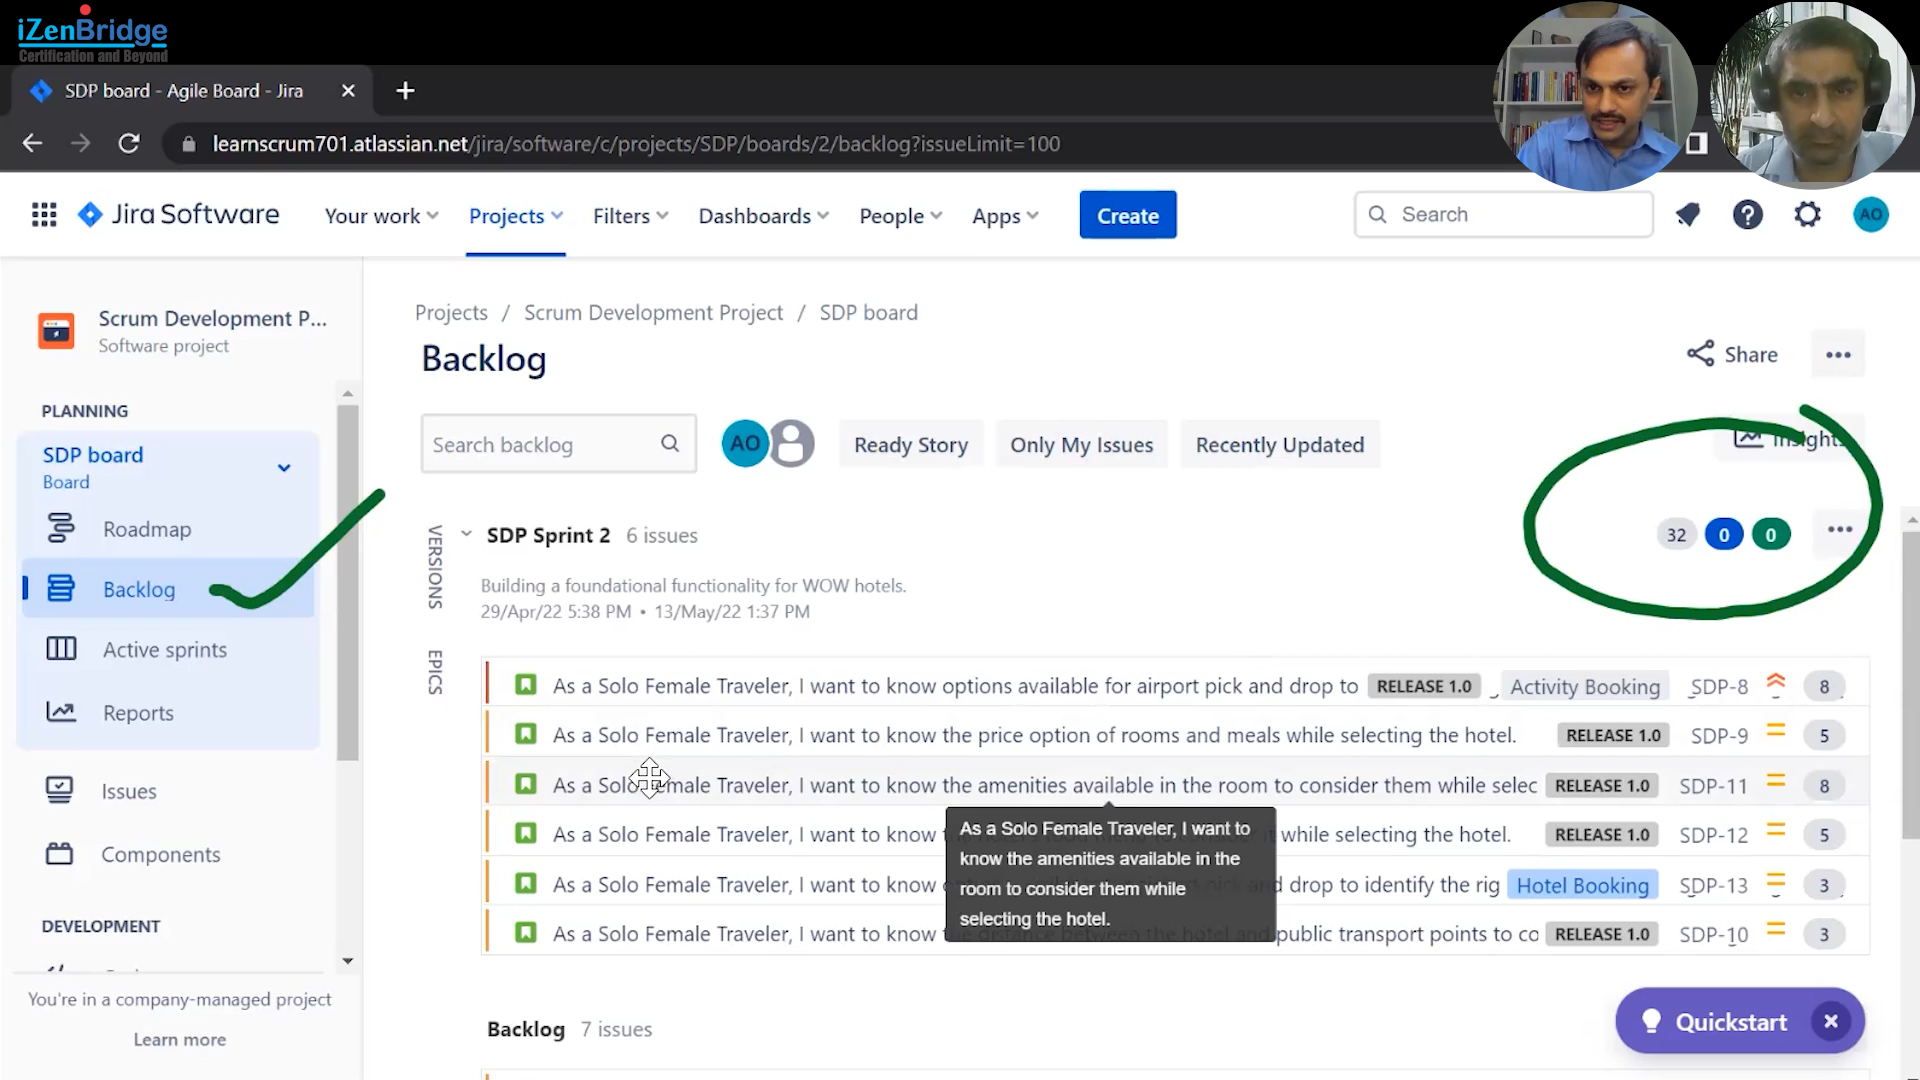 iZenBridge
Certification and Beyond
SDP board - Agile Board - Jira
learnscrum701.atlassian.net/jira/software/c/projects/SDP/boards/2/backlog?issueLimit=100
Jira Software
Your work
Projects
Filters
Dashboards
People
Apps
Create
Search
AO
Scrum Development P...
Software project
PLANNING
SDP board
Board
Roadmap
Backlog
Active sprints
Reports
Issues
Components
DEVELOPMENT
You're in a company-managed project
Learn more
Projects / Scrum Development Project / SDP board
Backlog
Share
Search backlog
AO
Ready Story
Only My Issues
Recently Updated
Insights
VERSIONS
EPICS
SDP Sprint 2 6 issues
32 0 0
Building a foundational functionality for WOW hotels.
29/Apr/22 5:38 PM • 13/May/22 1:37 PM
As a Solo Female Traveler, I want to know options available for airport pick and drop to RELEASE 1.0 Activity Booking SDP-8 8
As a Solo Female Traveler, I want to know the price option of rooms and meals while selecting the hotel. RELEASE 1.0 SDP-9 5
As a Solo Female Traveler, I want to know the amenities available in the room to consider them while selec RELEASE 1.0 SDP-11 8
As a Solo Female Traveler, I want to know while selecting the hotel. RELEASE 1.0 SDP-12 5
As a Solo Female Traveler, I want to know and drop to identify the rig Hotel Booking SDP-13 3
As a Solo Female Traveler, I want to know the distance between the hotel and public transport points to co RELEASE 1.0 SDP-10 3
As a Solo Female Traveler, I want to
know the amenities available in the
room to consider them while
selecting the hotel.
Backlog 7 issues
Quickstart